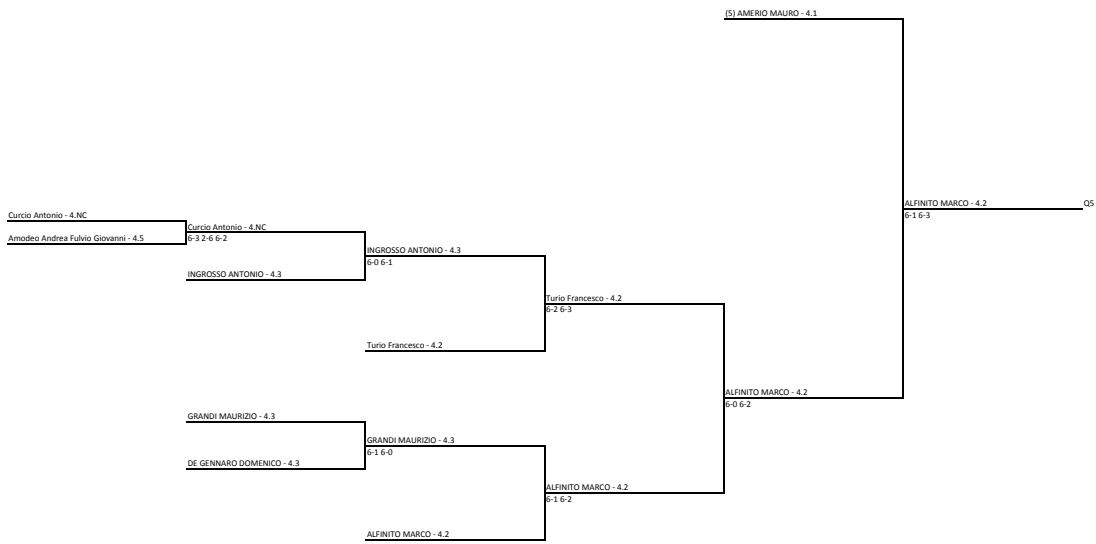 (5) AMERIO MAURO - 4.1
ALFINITO MARCO - 4.2
Q5
6-1 6-3
Curcio Antonio - 4.NC
Curcio Antonio - 4.NC
Amodeo Andrea Fulvio Giovanni - 4.5
6-3 2-6 6-2
INGROSSO ANTONIO - 4.3
6-0 6-1
INGROSSO ANTONIO - 4.3
Turio Francesco - 4.2
6-2 6-3
Turio Francesco - 4.2
ALFINITO MARCO - 4.2
6-0 6-2
GRANDI MAURIZIO - 4.3
GRANDI MAURIZIO - 4.3
6-1 6-0
DE GENNARO DOMENICO - 4.3
ALFINITO MARCO - 4.2
6-1 6-2
ALFINITO MARCO - 4.2